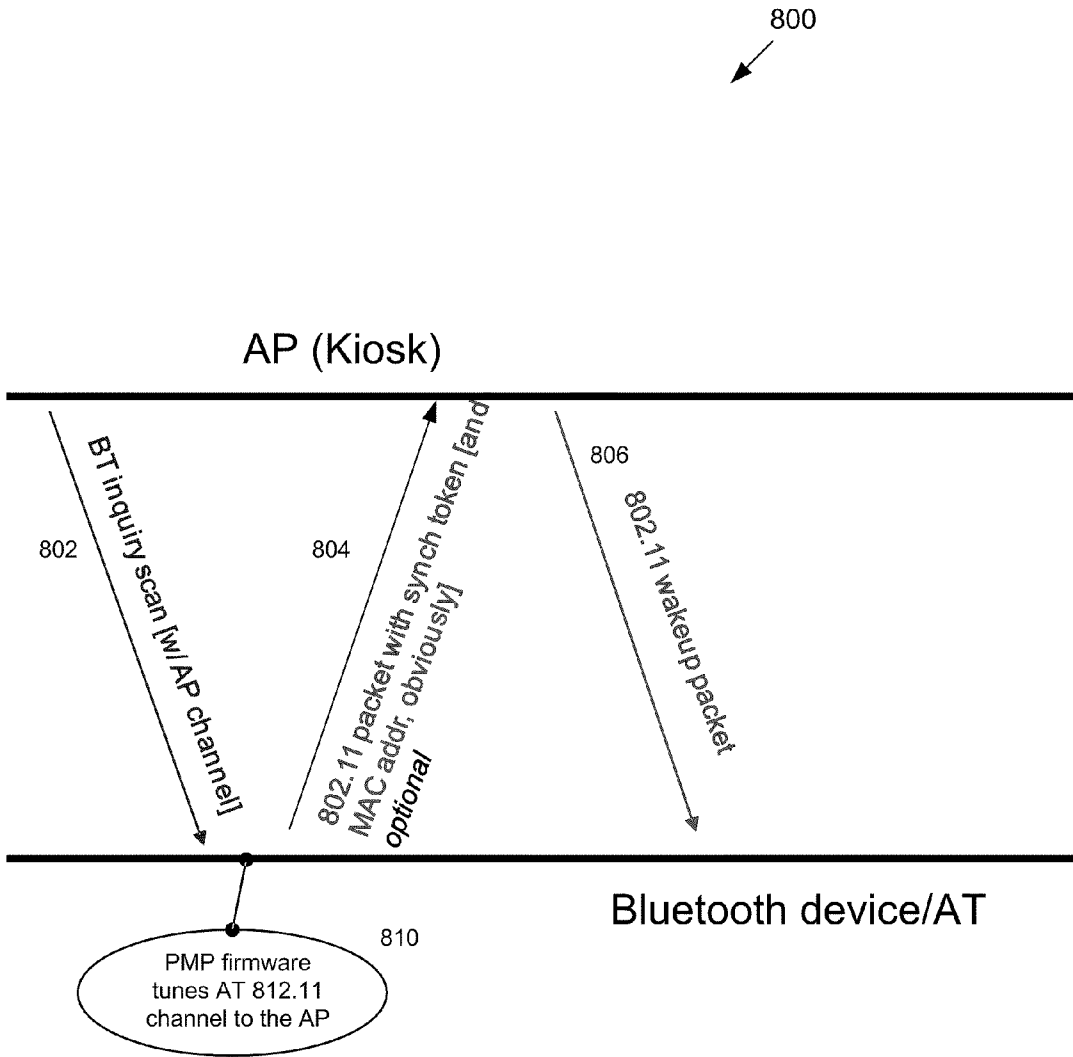 800
AP (Kiosk)
802
BT inquiry scan [w/ AP channel]
804
802.11 packet with synch token [and
MAC addr, obviously]
optional
806
802.11 wakeup packet
Bluetooth device/AT
810
PMP firmware
tunes AT 812.11
channel to the AP